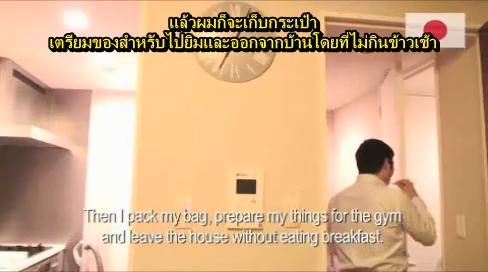 แล้วผมก็จะเก็บกระเป๋า
เตรียมของสำหรับไปยิมและออกจากบ้านโดยที่ไม่กินข้าวเช้า
Then I pack my bag, prepare my things for the gym
and leave the house without eating breakfast.